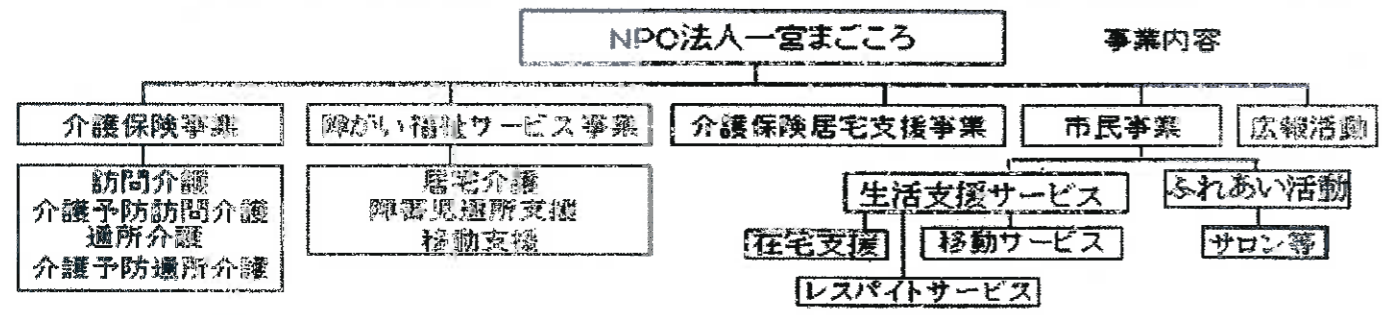 NPO法人一宮まごころ
事業内容
介護保険事業
障がい福祉サービス事業
介護保険居宅支援事業
市民事業
広報活動
訪問介護
介護予防訪問介護
通所介護
介護予防通所介護
居宅介護
障害児通所支援
移動支援
生活支援サービス
ふれあい活動
在宅支援
移動サービス
サロン等
レスパイトサービス